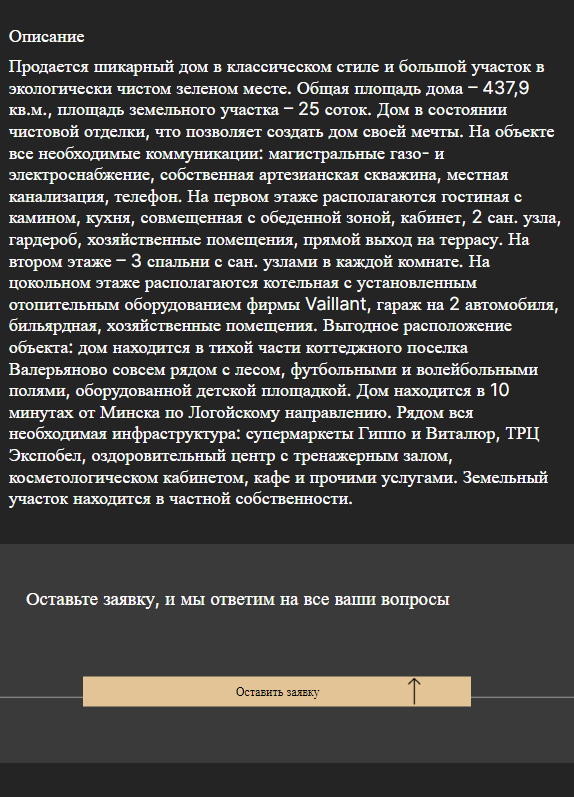 Описание
Продается шикарный дом в классическом стиле и большой участок в
экологически чистом зеленом месте. Общая площадь дома – 437,9
кв.м., площадь земельного участка – 25 соток. Дом в состоянии
чистовой отделки, что позволяет создать дом своей мечты. На объекте
все необходимые коммуникации: магистральные газо- и
электроснабжение, собственная артезианская скважина, местная
канализация, телефон. На первом этаже располагаются гостиная с
камином, кухня, совмещенная с обеденной зоной, кабинет, 2 сан. узла,
гардероб, хозяйственные помещения, прямой выход на террасу. На
втором этаже – 3 спальни с сан. узлами в каждой комнате. На
цокольном этаже располагаются котельная с установленным
отопительным оборудованием фирмы Vaillant, гараж на 2 автомобиля,
бильярдная, хозяйственные помещения. Выгодное расположение
объекта: дом находится в тихой части коттеджного поселка
Валерьяново совсем рядом с лесом, футбольными и волейбольными
полями, оборудованной детской площадкой. Дом находится в 10
минутах от Минска по Логойскому направлению. Рядом вся
необходимая инфраструктура: супермаркеты Гиппо и Виталюр, ТРЦ
Экспобел, оздоровительный центр с тренажерным залом,
косметологическом кабинетом, кафе и прочими услугами. Земельный
участок находится в частной собственности.
Оставьте заявку, и мы ответим на все ваши вопросы
Оставить заявку